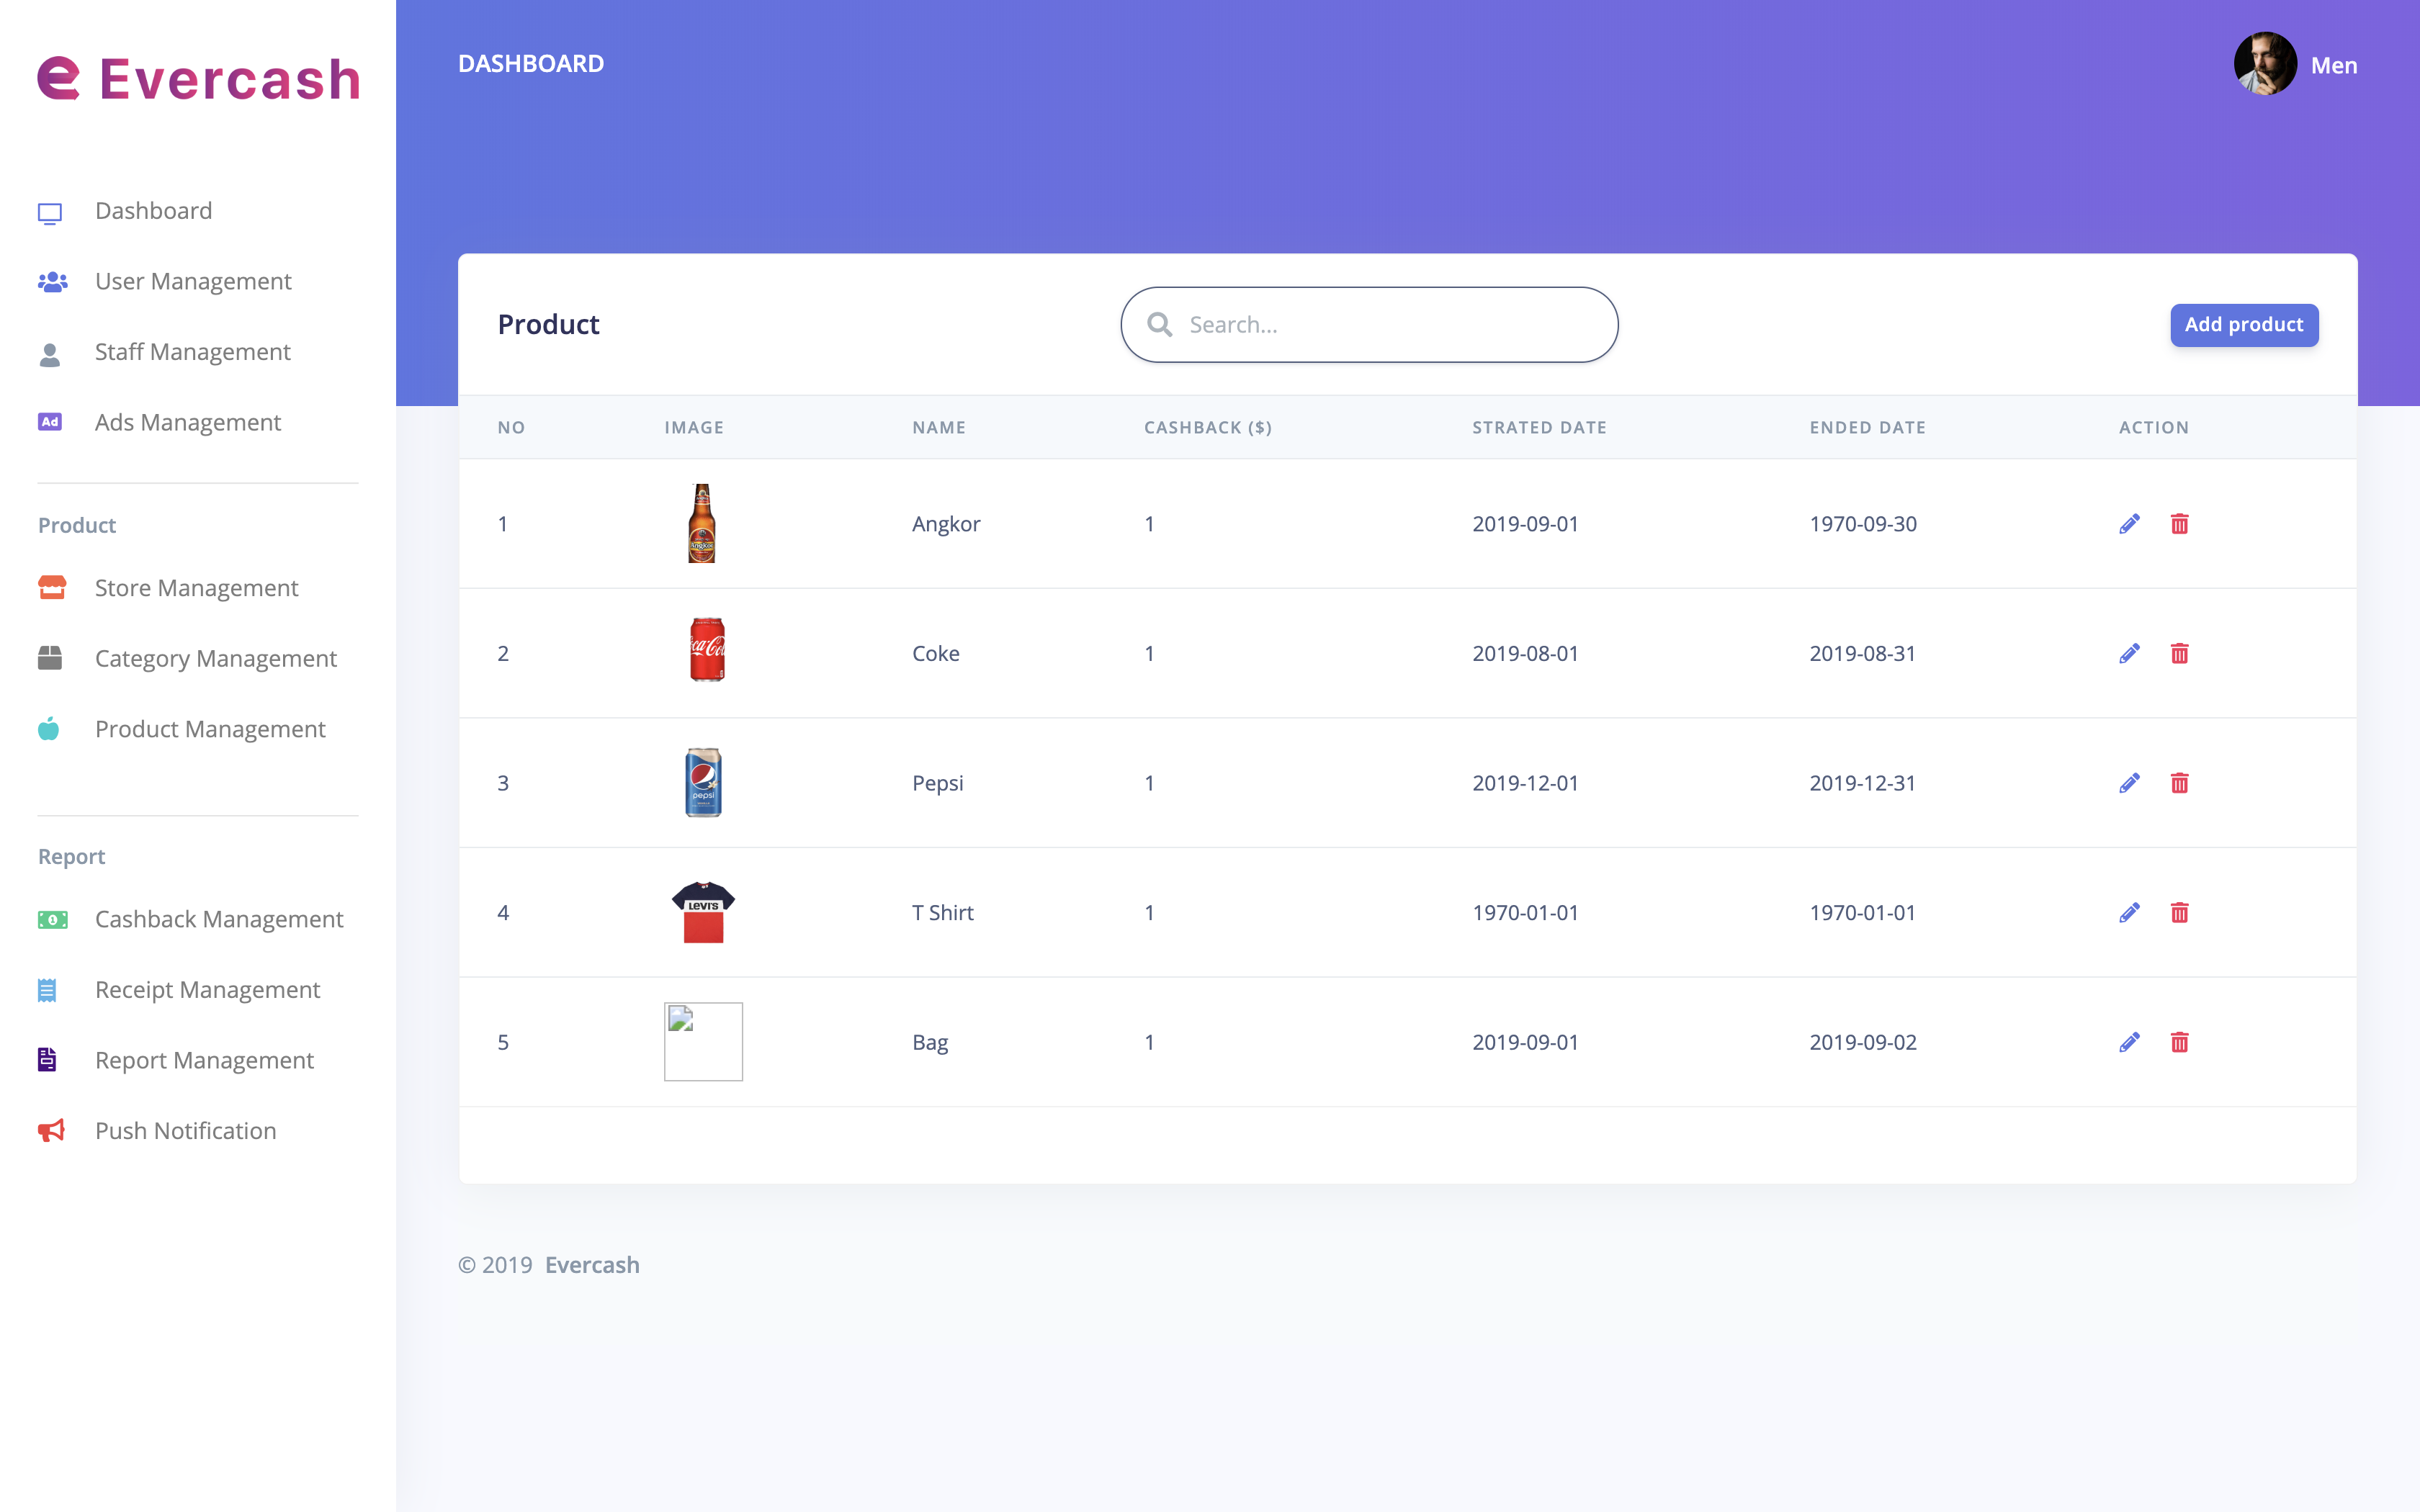 Evercash
DASHBOARD
Men
Dashboard
User Management
Staff Management
Ad
Ads Management
Product
Store Management
Category Management
Product Management
Report
Cashback Management
Receipt Management
Report Management
Push Notification
Product
Search...
Add product
NO IMAGE NAME CASHBACK ($) STRATED DATE ENDED DATE ACTION
1 Angkor Angkor 1 2019-09-01 1970-09-30
2 Coke 1 2019-08-01 2019-08-31
3 pepsi Pepsi 1 2019-12-01 2019-12-31
4 LEVI'S T Shirt 1 1970-01-01 1970-01-01
5 Bag 1 2019-09-01 2019-09-02
© 2019 Evercash